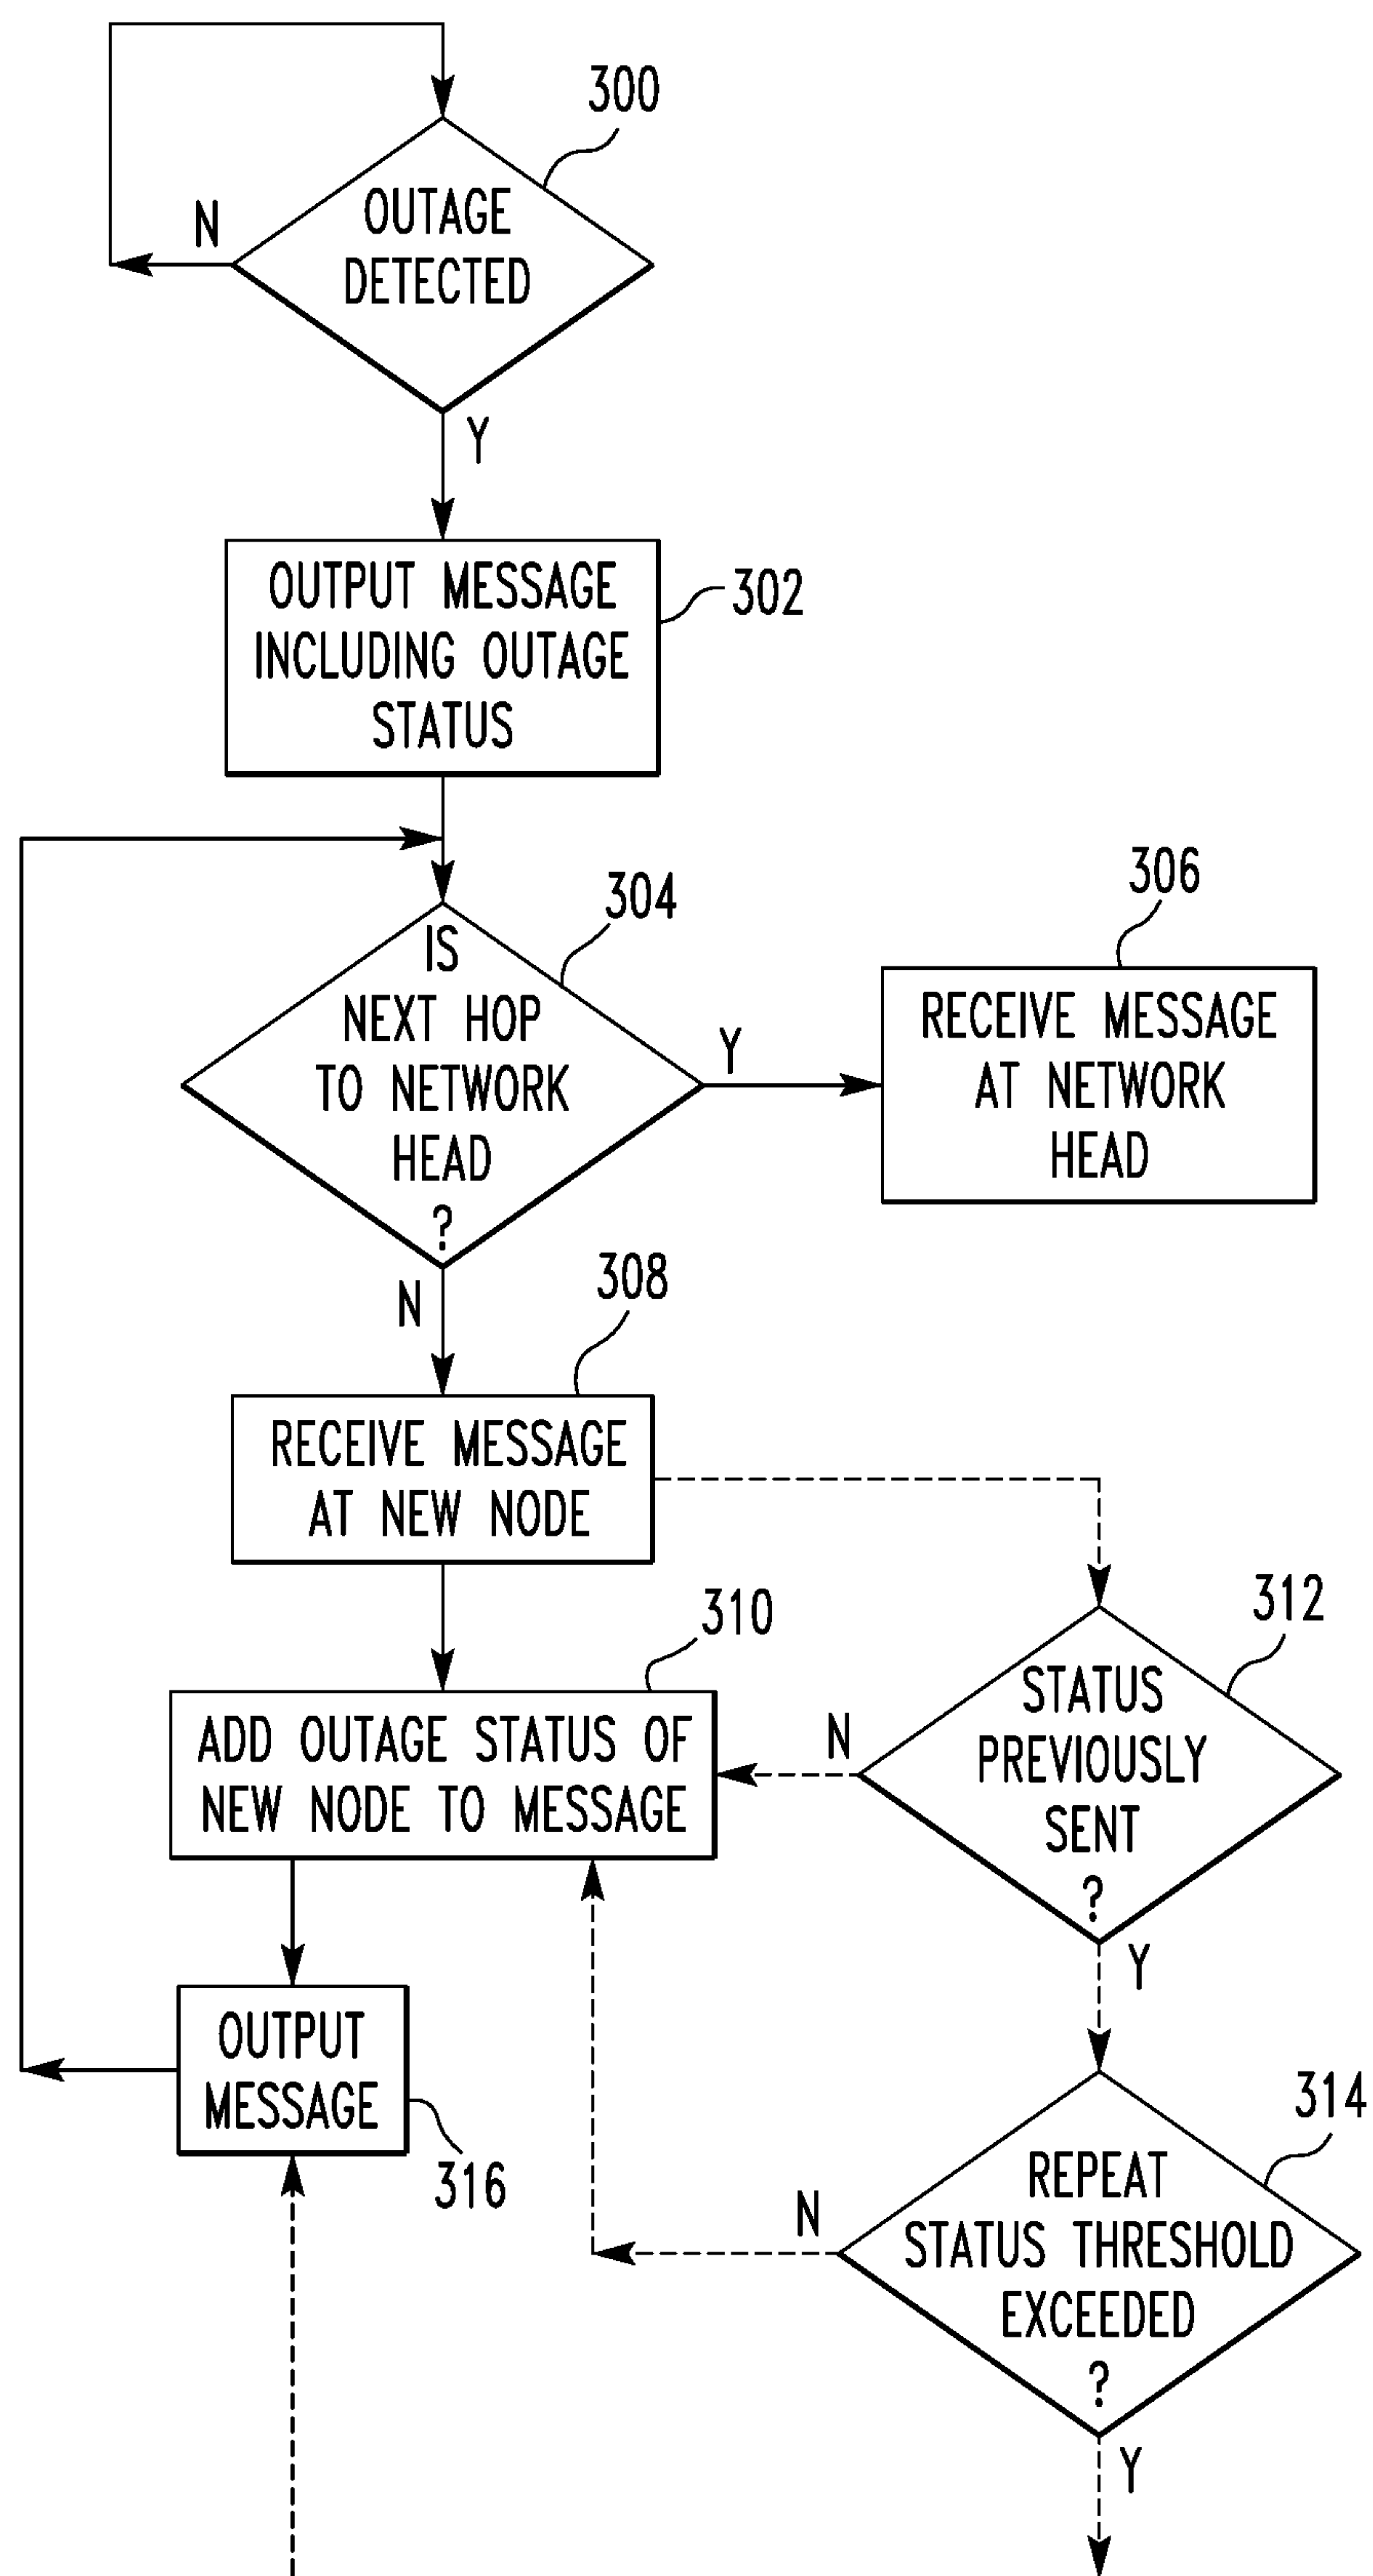 300
OUTAGE
DETECTED
N
Y
OUTPUT MESSAGE
INCLUDING OUTAGE
STATUS
302
304
IS
NEXT HOP
TO NETWORK
HEAD
?
Y
306
RECEIVE MESSAGE
AT NETWORK
HEAD
N
308
RECEIVE MESSAGE
AT NEW NODE
310
ADD OUTAGE STATUS OF
NEW NODE TO MESSAGE
312
STATUS
PREVIOUSLY
SENT
?
N
Y
OUTPUT
MESSAGE
316
314
REPEAT
STATUS THRESHOLD
EXCEEDED
?
N
Y